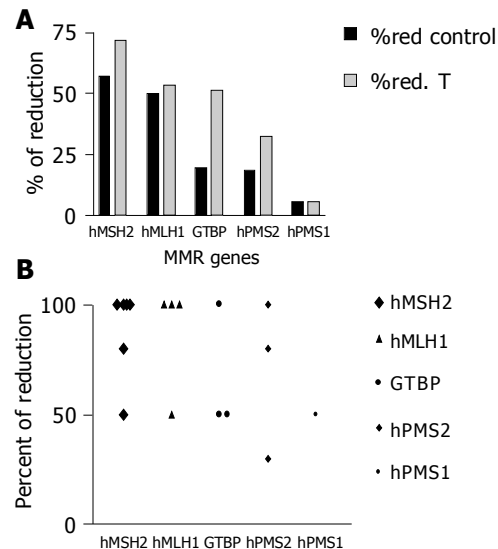 A
75
50
25
0
% of reduction
hMSH2 hMLH1 GTBP hPMS2 hPMS1
MMR genes
%red control
%red. T
B
100
50
0
Percent of reduction
hMSH2 hMLH1 GTBP hPMS2 hPMS1
hMSH2
hMLH1
GTBP
hPMS2
hPMS1